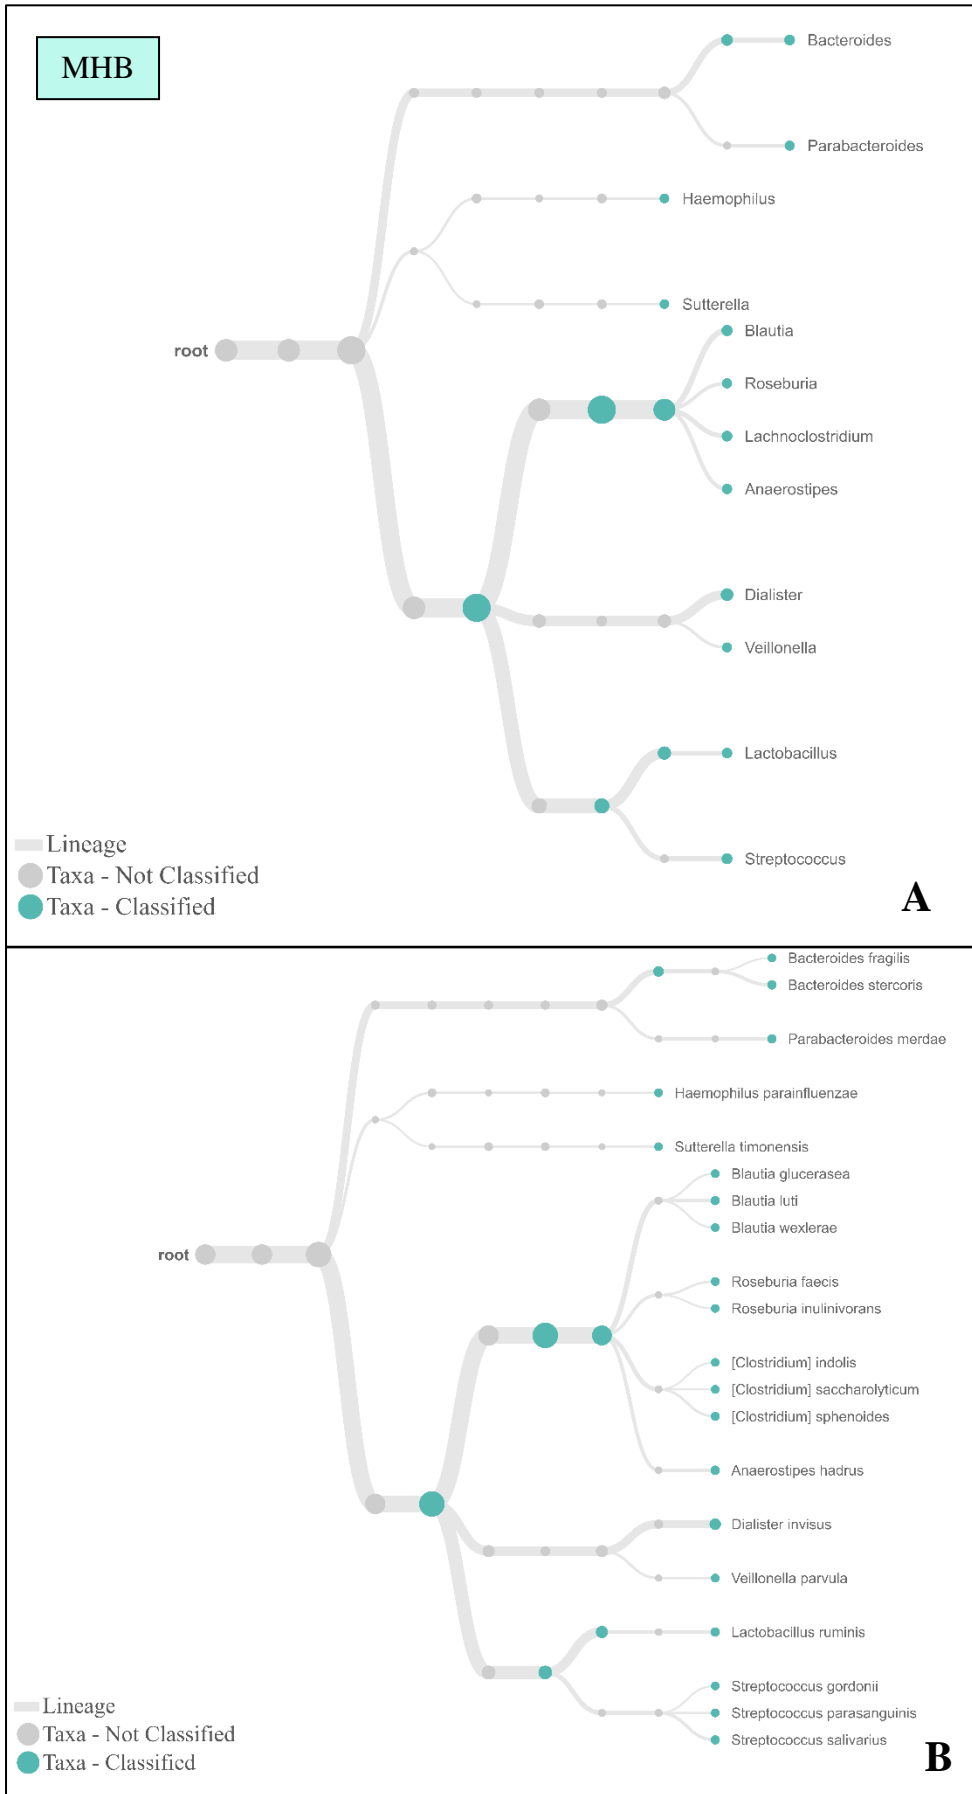 MHB
Bacteroides
Parabacteroides
Haemophilus
Sutterella
Blautia
root
Roseburia
Lachnoclostridium
Anaerostipes
Dialister
Veillonella
Lactobacillus
Streptococcus
Lineage
Taxa - Not Classified
Taxa - Classified
A
Bacteroides fragilis
Bacteroides stercoris
Parabacteroides merdae
Haemophilus parainfluenzae
Sutterella timonensis
Blautia glucerasea
Blautia luti
Blautia wexlerae
root
Roseburia faecis
Roseburia inulinivorans
[Clostridium] indolis
[Clostridium] saccharolyticum
[Clostridium] sphenoides
Anaerostipes hadrus
Dialister invisus
Veillonella parvula
Lactobacillus ruminis
Streptococcus gordonii
Streptococcus parasanguinis
Streptococcus salivarius
Lineage
Taxa - Not Classified
Taxa - Classified
B